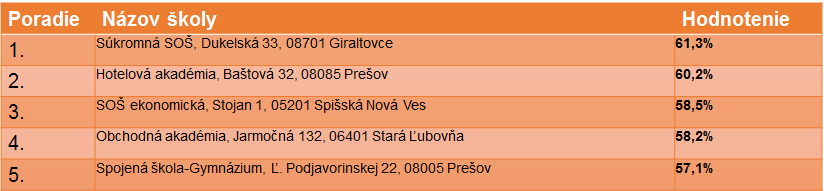 Poradie Názov školy Hodnotenie
1. Súkromná SOŠ, Dukelská 33, 08701 Giraltovce 61,3%
2. Hotelová akadémia, Baštová 32, 08085 Prešov 60,2%
3. SOŠ ekonomická, Stojan 1, 05201 Spišská Nová Ves 58,5%
4. Obchodná akadémia, Jarmočná 132, 06401 Stará Ľubovňa 58,2%
5. Spojená škola-Gymnázium, Ľ. Podjavorinskej 22, 08005 Prešov 57,1%